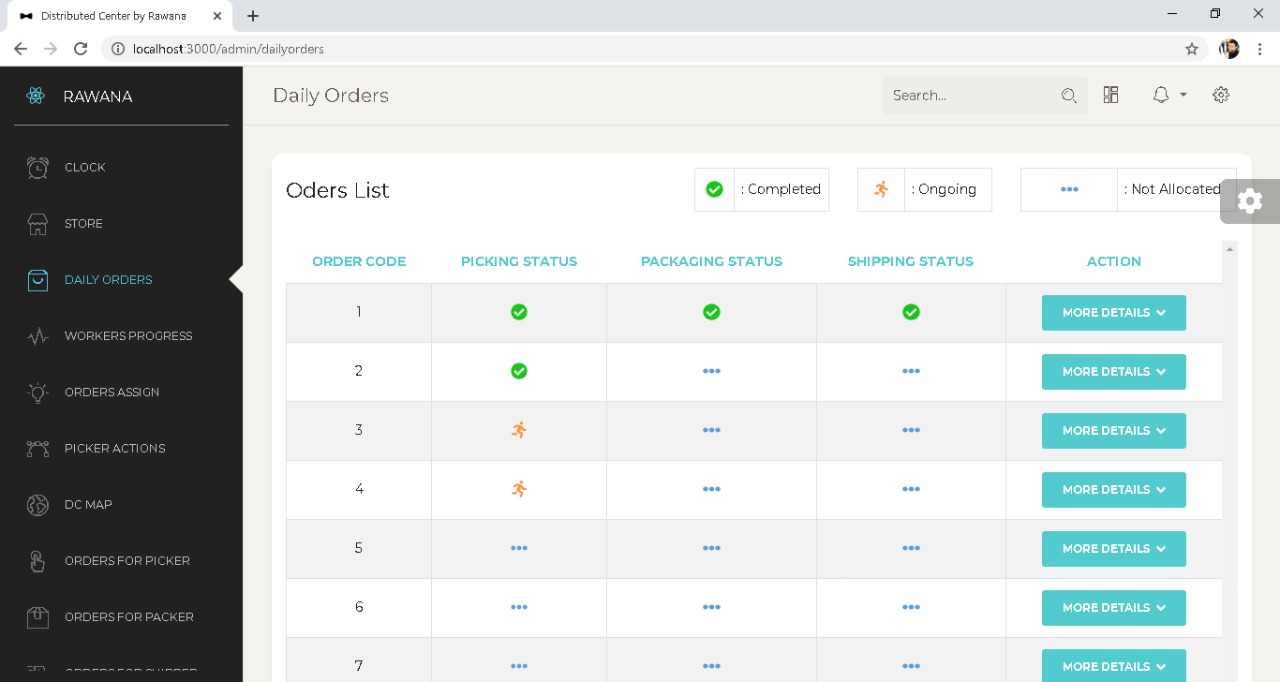 Distributed Center by Rawana
localhost:3000/admin/dailyorders
RAWANA
Daily Orders
Search...
CLOCK
STORE
DAILY ORDERS
WORKERS PROGRESS
ORDERS ASSIGN
PICKER ACTIONS
DC MAP
ORDERS FOR PICKER
ORDERS FOR PACKER
ORDERS FOR SHIPPER
Oders List
: Completed
: Ongoing
: Not Allocated
ORDER CODE PICKING STATUS PACKAGING STATUS SHIPPING STATUS ACTION
1 MORE DETAILS
2 MORE DETAILS
3 MORE DETAILS
4 MORE DETAILS
5 MORE DETAILS
6 MORE DETAILS
7 MORE DETAILS